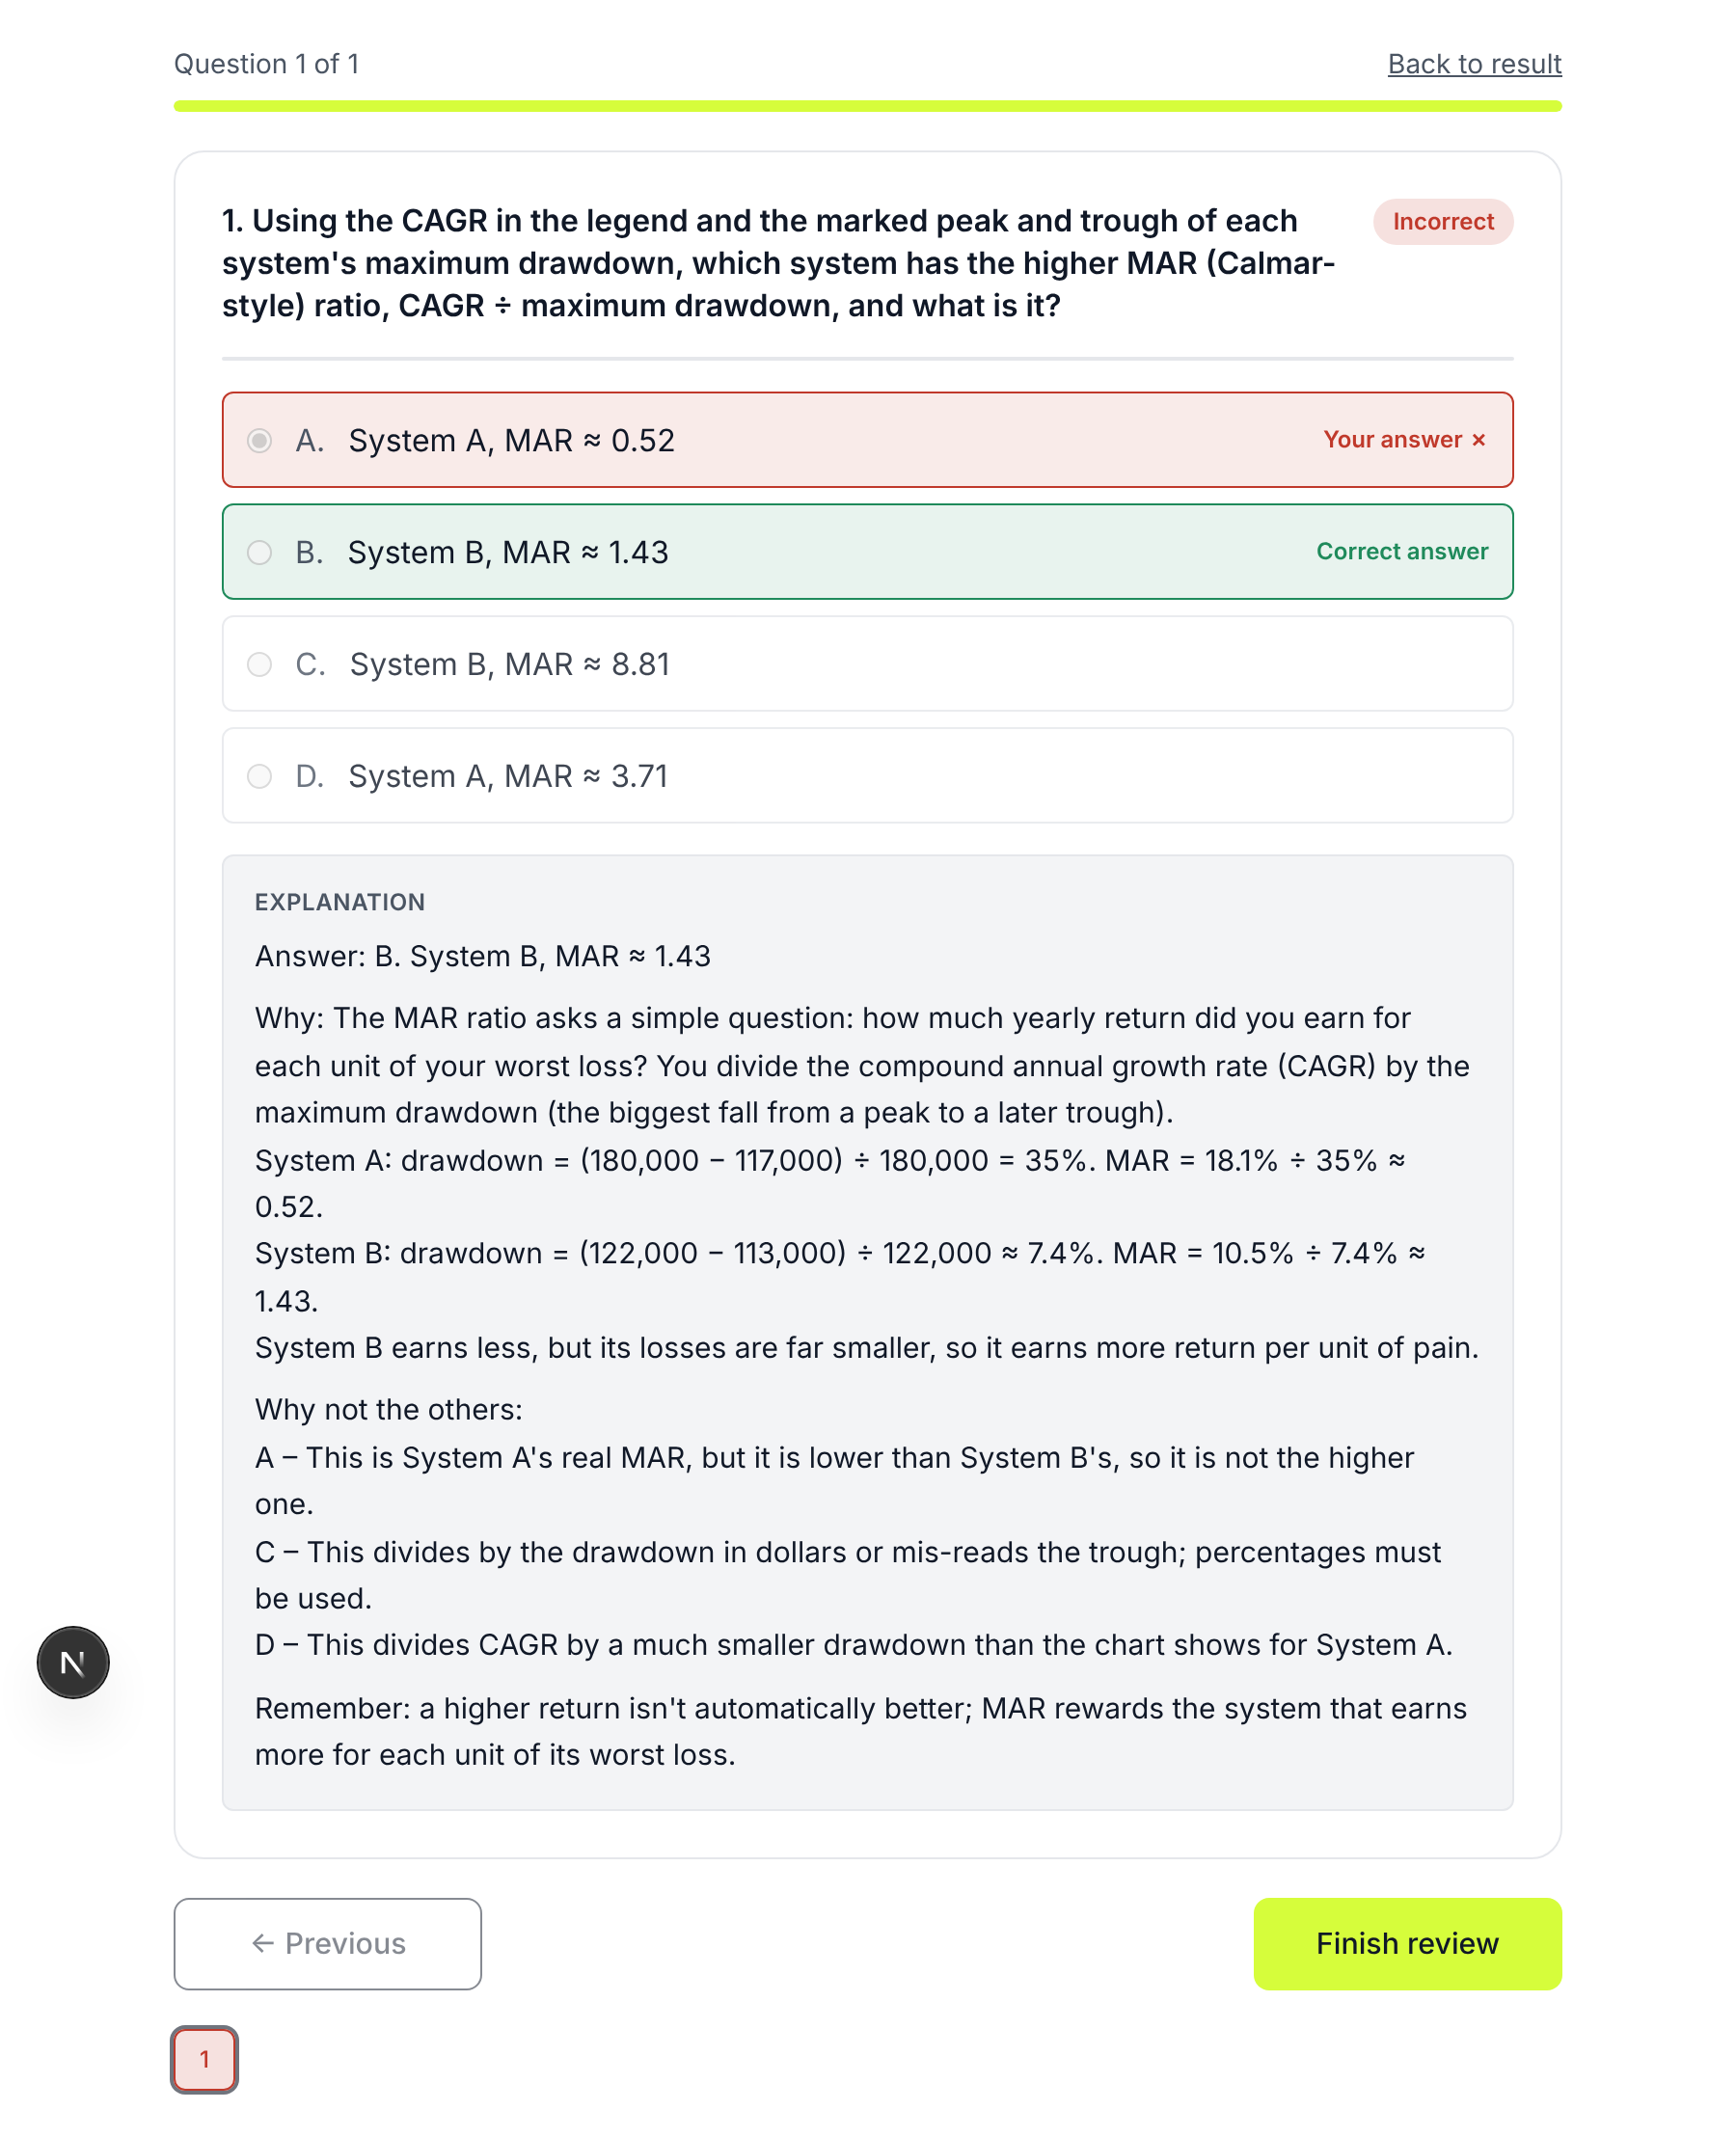 Question 1 of 1
Back to result
1. Using the CAGR in the legend and the marked peak and trough of each
system's maximum drawdown, which system has the higher MAR (Calmar-
style) ratio, CAGR ÷ maximum drawdown, and what is it?
Incorrect
A. System A, MAR ≈ 0.52
Your answer ×
B. System B, MAR ≈ 1.43
Correct answer
C. System B, MAR ≈ 8.81
D. System A, MAR ≈ 3.71
EXPLANATION
Answer: B. System B, MAR ≈ 1.43
Why: The MAR ratio asks a simple question: how much yearly return did you earn for
each unit of your worst loss? You divide the compound annual growth rate (CAGR) by the
maximum drawdown (the biggest fall from a peak to a later trough).
System A: drawdown = (180,000 − 117,000) ÷ 180,000 = 35%. MAR = 18.1% ÷ 35% ≈
0.52.
System B: drawdown = (122,000 − 113,000) ÷ 122,000 ≈ 7.4%. MAR = 10.5% ÷ 7.4% ≈
1.43.
System B earns less, but its losses are far smaller, so it earns more return per unit of pain.
Why not the others:
A – This is System A's real MAR, but it is lower than System B's, so it is not the higher
one.
C – This divides by the drawdown in dollars or mis-reads the trough; percentages must
be used.
D – This divides CAGR by a much smaller drawdown than the chart shows for System A.
Remember: a higher return isn't automatically better; MAR rewards the system that earns
more for each unit of its worst loss.
N
← Previous
Finish review
1